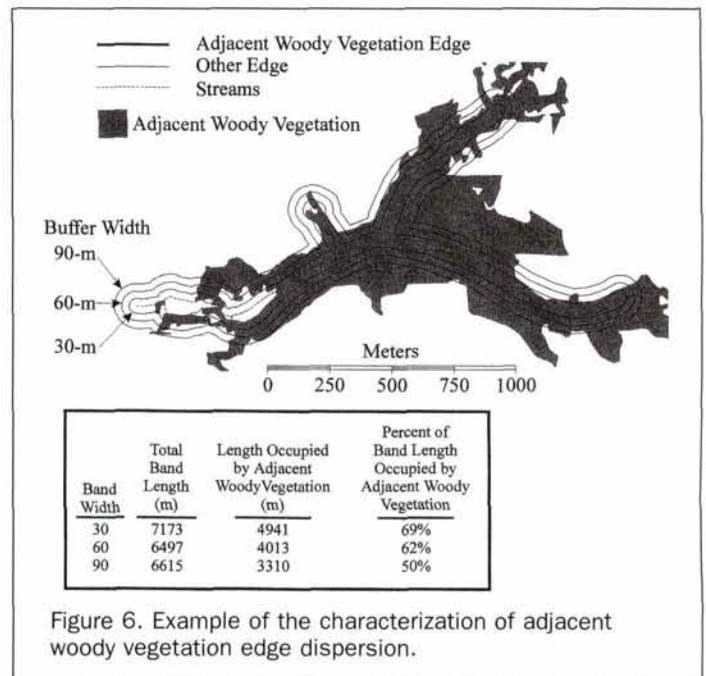 Adjacent Woody Vegetation Edge
Other Edge
Streams
Adjacent Woody Vegetation
Buffer Width
90-m
60-m
30-m
Meters
0 250 500 750 1000
Band Width
Total Band Length (m)
Length Occupied by Adjacent WoodyVegetation (m)
Percent of Band Length Occupied by Adjacent Woody Vegetation
30 7173 4941 69%
60 6497 4013 62%
90 6615 3310 50%
Figure 6. Example of the characterization of adjacent
woody vegetation edge dispersion.